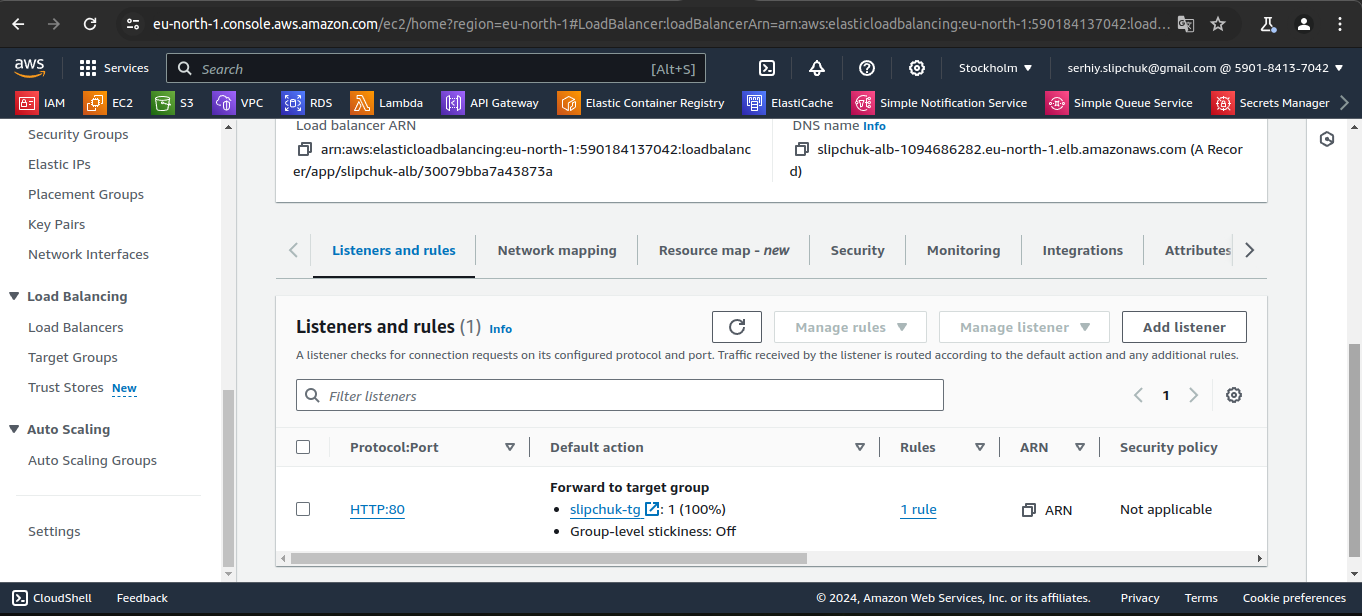 eu-north-1.console.aws.amazon.com/ec2/home?region=eu-north-1#LoadBalancer:loadBalancerArn=arn:aws:elasticloadbalancing:eu-north-1:590184137042:load...
aws Services Search [Alt+S] Stockholm serhiy.slipchuk@gmail.com @ 5901-8413-7042
IAM EC2 S3 VPC RDS Lambda API Gateway Elastic Container Registry ElastiCache Simple Notification Service Simple Queue Service Secrets Manager
Security Groups
Elastic IPs
Placement Groups
Key Pairs
Network Interfaces
Load Balancing
Load Balancers
Target Groups
Trust Stores New
Auto Scaling
Auto Scaling Groups
Settings
Load balancer ARN
arn:aws:elasticloadbalancing:eu-north-1:590184137042:loadbalanc
er/app/slipchuk-alb/30079bba7a43873a
DNS name Info
slipchuk-alb-1094686282.eu-north-1.elb.amazonaws.com (A Recor
d)
Listeners and rules Network mapping Resource map - new Security Monitoring Integrations Attributes
Listeners and rules (1) Info Manage rules Manage listener Add listener
A listener checks for connection requests on its configured protocol and port. Traffic received by the listener is routed according to the default action and any additional rules.
Filter listeners 1
Protocol:Port Default action Rules ARN Security policy
Forward to target group
HTTP:80 • slipchuk-tg : 1 (100%) 1 rule ARN Not applicable
• Group-level stickiness: Off
CloudShell Feedback © 2024, Amazon Web Services, Inc. or its affiliates. Privacy Terms Cookie preferences